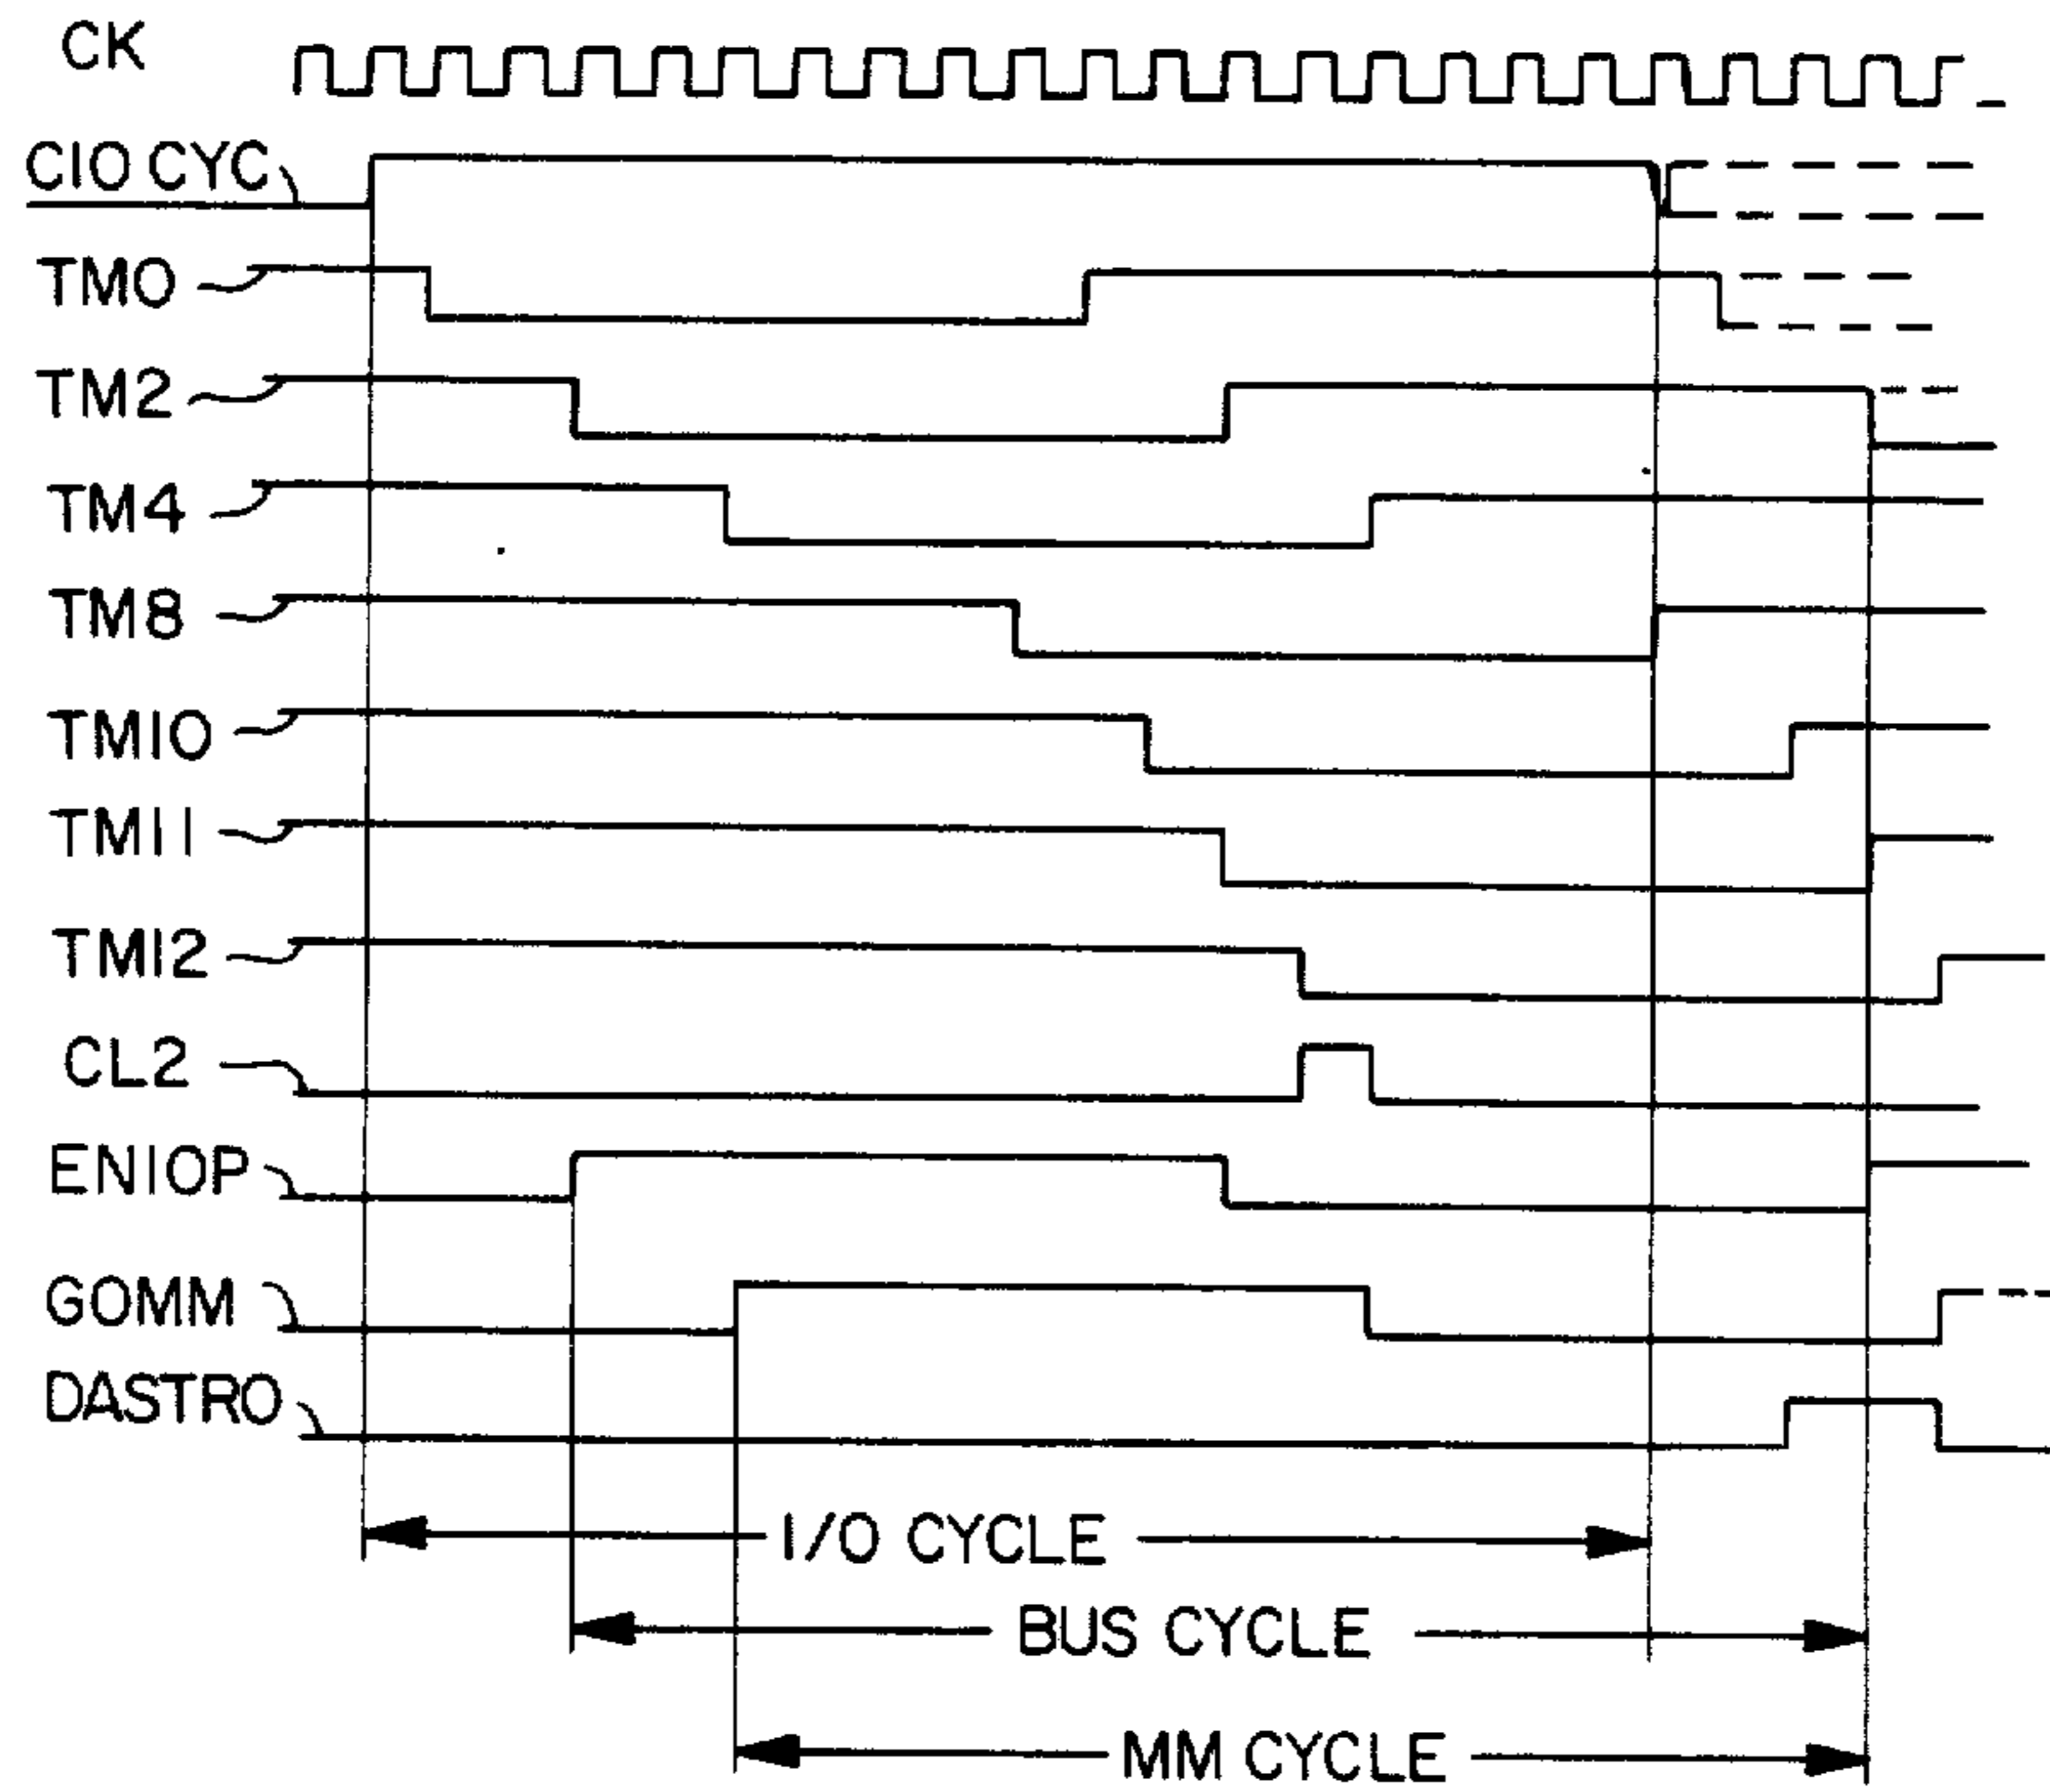 CK
CIO CYC
TM0
TM2
TM4
TM8
TM10
TM11
TM12
CL2
ENIOP
GOMM
DASTRO
I/O CYCLE
BUS CYCLE
MM CYCLE